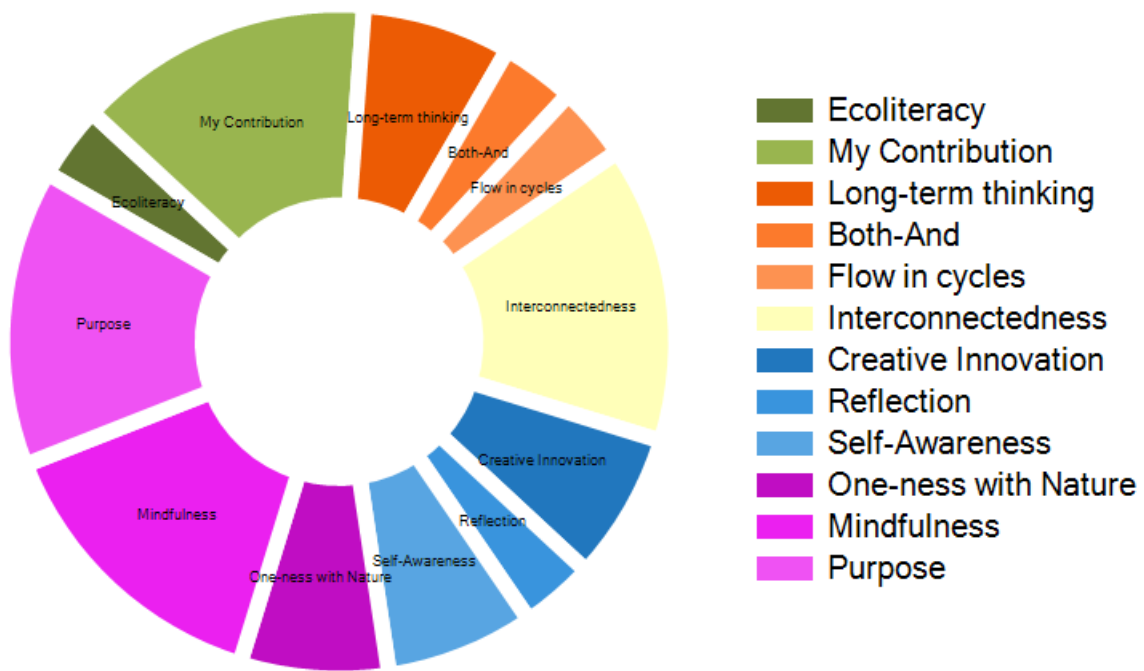 My Contribution
Long-term thinking
Both-And
Flow in cycles
Ecoliteracy
Interconnectedness
Purpose
Creative Innovation
Mindfulness
Reflection
Self-Awareness
One-ness with Nature
Ecoliteracy
My Contribution
Long-term thinking
Both-And
Flow in cycles
Interconnectedness
Creative Innovation
Reflection
Self-Awareness
One-ness with Nature
Mindfulness
Purpose